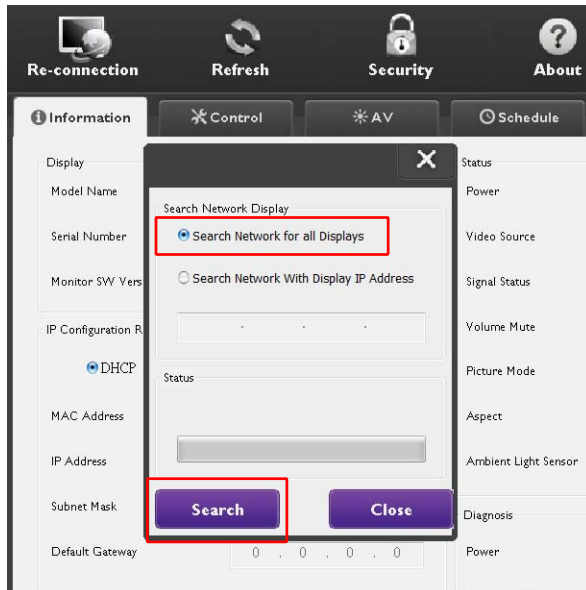 Re-connection
Refresh
Security
About
Information
Control
AV
Schedule
Display
Model Name
Serial Number
Monitor SW Vers
IP Configuration R
DHCP
MAC Address
IP Address
Subnet Mask
Default Gateway
0 . 0 . 0 . 0
X
Search Network Display
Search Network for all Displays
Search Network With Display IP Address
. . .
Status
Search
Close
Status
Power
Video Source
Signal Status
Volume Mute
Picture Mode
Aspect
Ambient Light Sensor
Diagnosis
Power